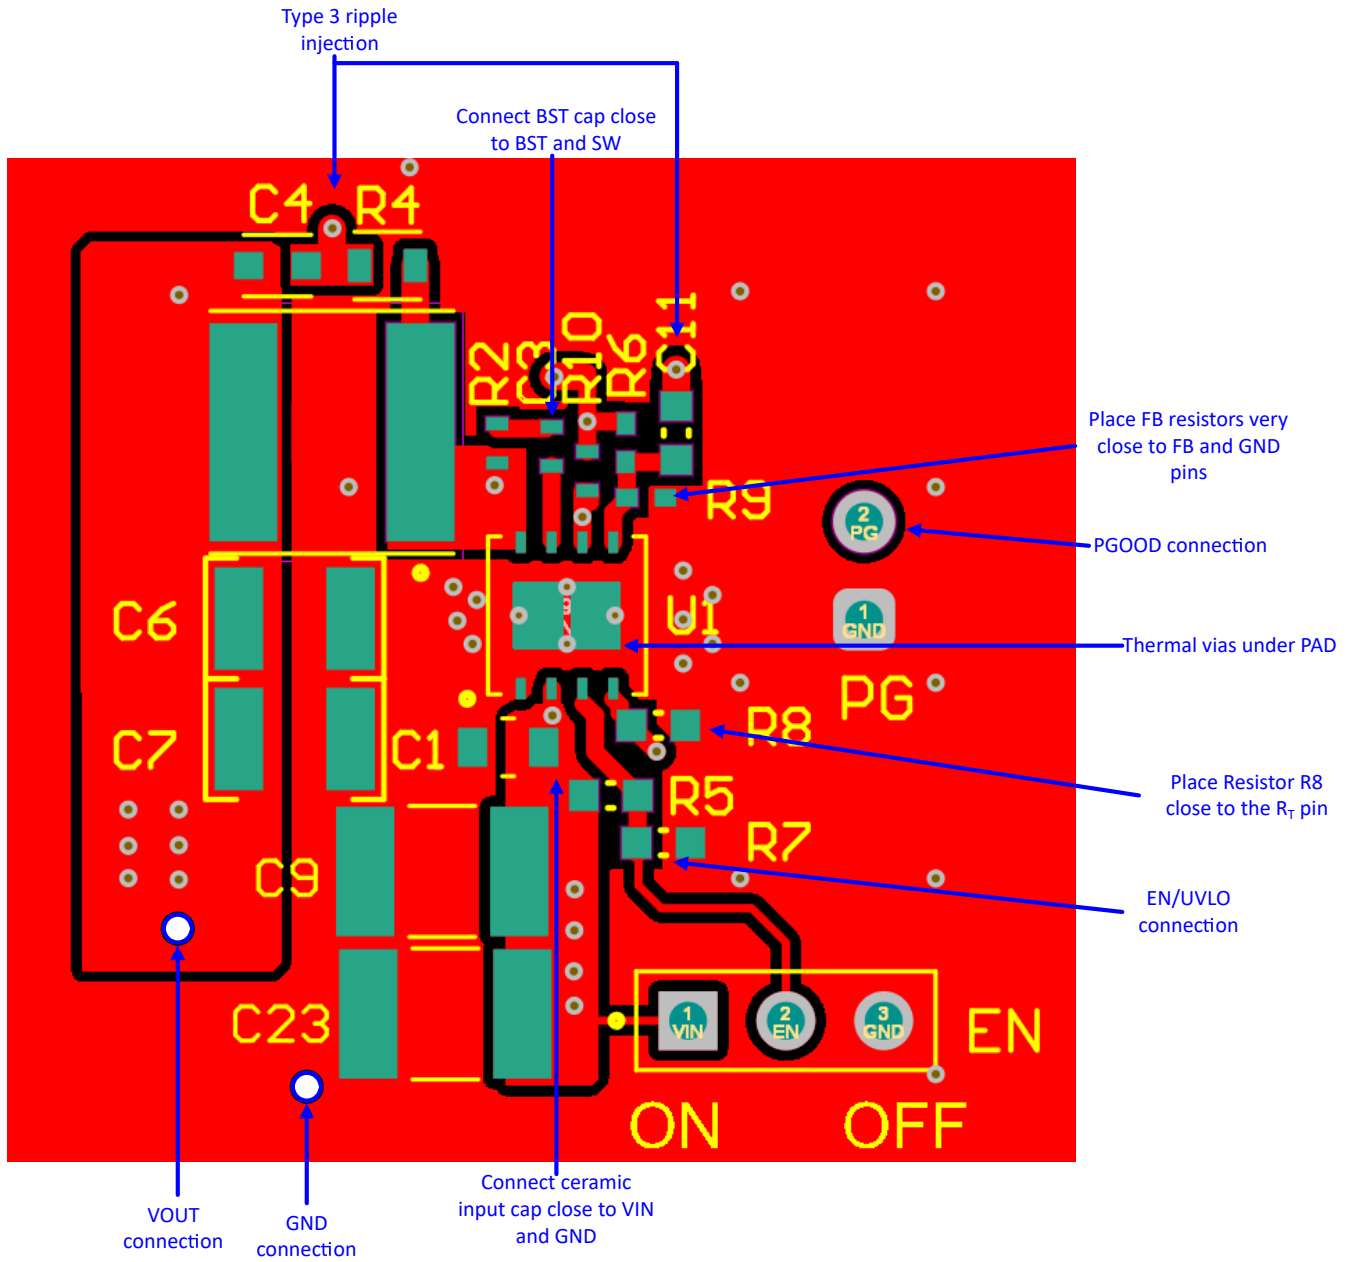 Type 3 ripple
injection
Connect BST cap close
to BST and SW
C4
R4
R2
C3
R10
R6
C11
Place FB resistors very
close to FB and GND
pins
R9
2
PG
PGOOD connection
1
GND
C6
U1
Thermal vias under PAD
PG
C7
C1
R8
Place Resistor R8
close to the RT pin
R5
R7
C9
EN/UVLO
connection
C23
1
VIN
2
EN
3
GND
EN
ON
OFF
Connect ceramic
input cap close to VIN
and GND
VOUT
connection
GND
connection